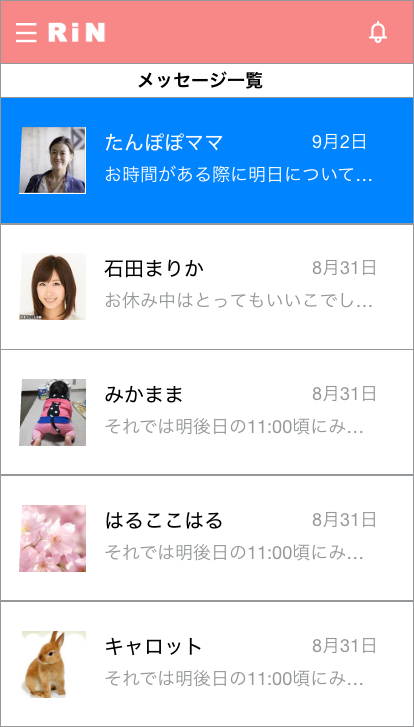 RiN
メッセージ一覧
たんぽぽママ 9月2日
お時間がある際に明日について...
石田まりか 8月31日
お休み中はとってもいいこでし...
みかまま 8月31日
それでは明後日の11:00頃にみ...
はるここはる 8月31日
それでは明後日の11:00頃にみ...
キャロット 8月31日
それでは明後日の11:00頃にみ...